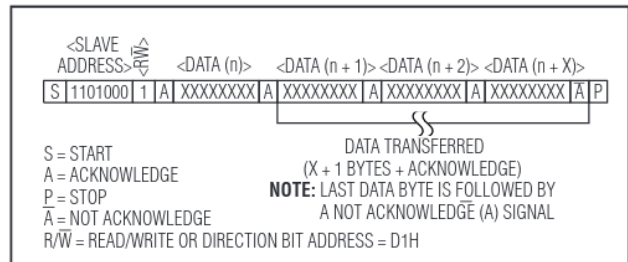 <SLAVE
ADDRESS> <R/W̅> <DATA (n)> <DATA (n + 1)> <DATA (n + 2)> <DATA (n + X)>
S 1101000 1 A XXXXXXXX A XXXXXXXX A XXXXXXXX A XXXXXXXX A̅ P
S = START
A = ACKNOWLEDGE
P = STOP
A̅ = NOT ACKNOWLEDGE
R/W̅ = READ/WRITE OR DIRECTION BIT ADDRESS = D1H
DATA TRANSFERRED
(X + 1 BYTES + ACKNOWLEDGE)
NOTE: LAST DATA BYTE IS FOLLOWED BY
A NOT ACKNOWLEDGE (A̅) SIGNAL